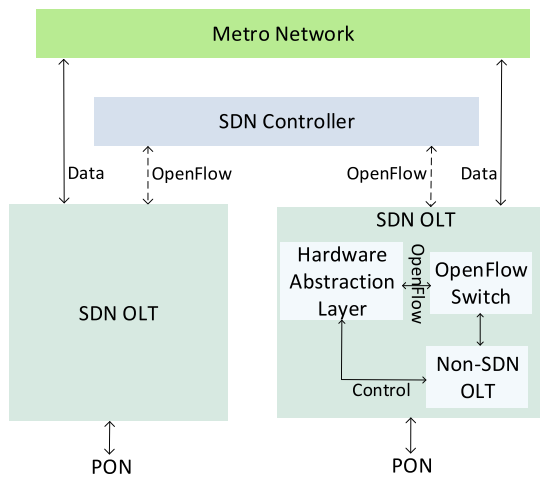 Metro Network
SDN Controller
Data
OpenFlow
OpenFlow
Data
SDN OLT
SDN OLT
Hardware
Abstraction
Layer
OpenFlow
OpenFlow
Switch
Non-SDN
OLT
Control
PON
PON